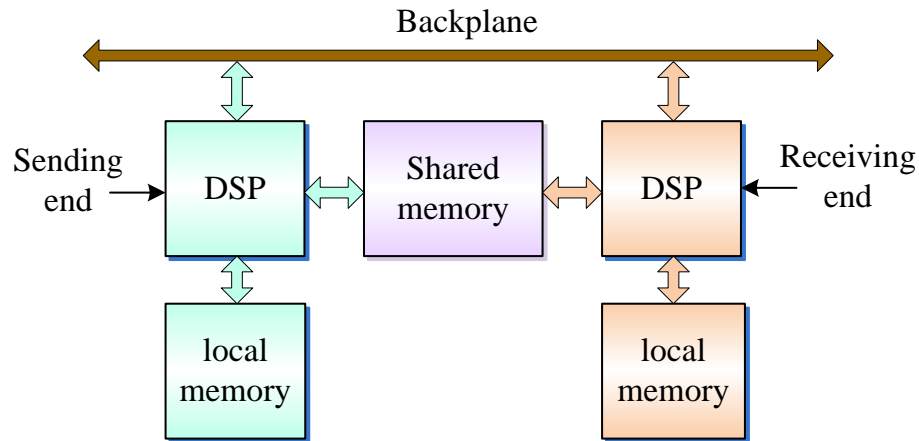 Backplane
Sending
end
DSP
Shared
memory
DSP
Receiving
end
local
memory
local
memory